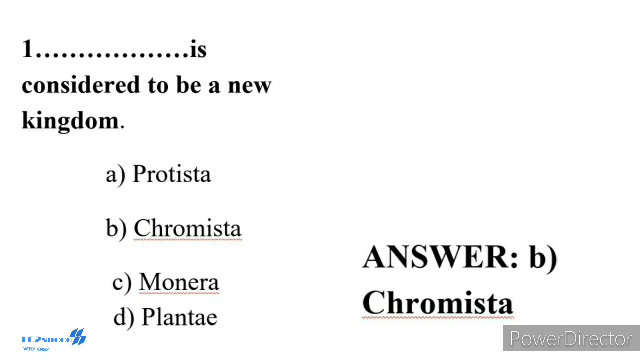 1………………is
considered to be a new
kingdom.
a) Protista
b) Chromista
c) Monera
d) Plantae
ANSWER: b)
Chromista
PowerDirector